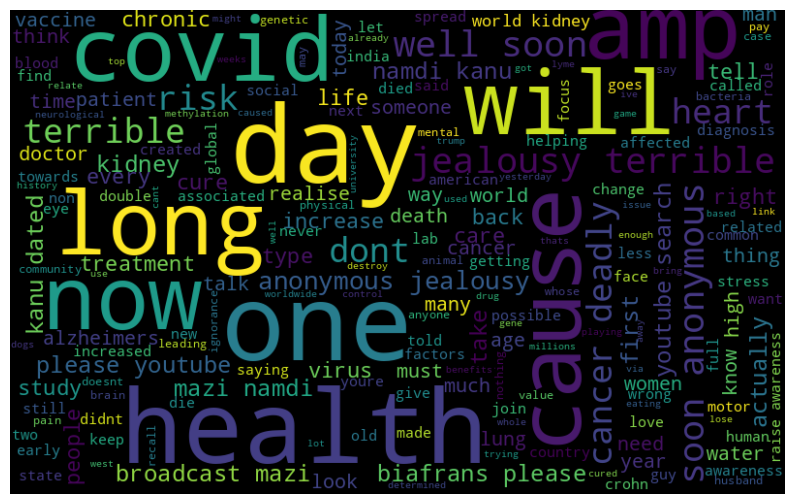 vaccine chronic genetic might let spread world kidney man pay
think already top may weeks covid today india well soon amp case
blood find relate social namdi kanu tell called role
time patient risk life died said someone will focus goes say bacteria
neurological methylation caused next lyme got ive game heart
terrible created day mental helping affected diagnosis
doctor global trump jealousy terrible
towards kidney cure university
history every double realise american yesterday change
non associated physical way used world children issue based link right
eye long never increase cant death back cause enough less related
community treatment type well lab cancer care thats common
use dont getting animal whose face thing
kanu dated now destroy talk anonymous jealousy stress
worldwide control drug many possible first bring want
alzheimers new ignorance one anyone gene take cancer deadly youtube search soon anonymous full
increased leading told factors age playing millions via away know high
please youtube saying virus must benefits nothing women actually
study doesnt mazi namdi youre much wrong raise awareness
dogs still brain health die give join value eating motor
pain didnt recall lot old made whole love lose human
two keep people lung need cured water
early west look trying country year guy awareness
state broadcast mazi determined biafrans please crohn husband